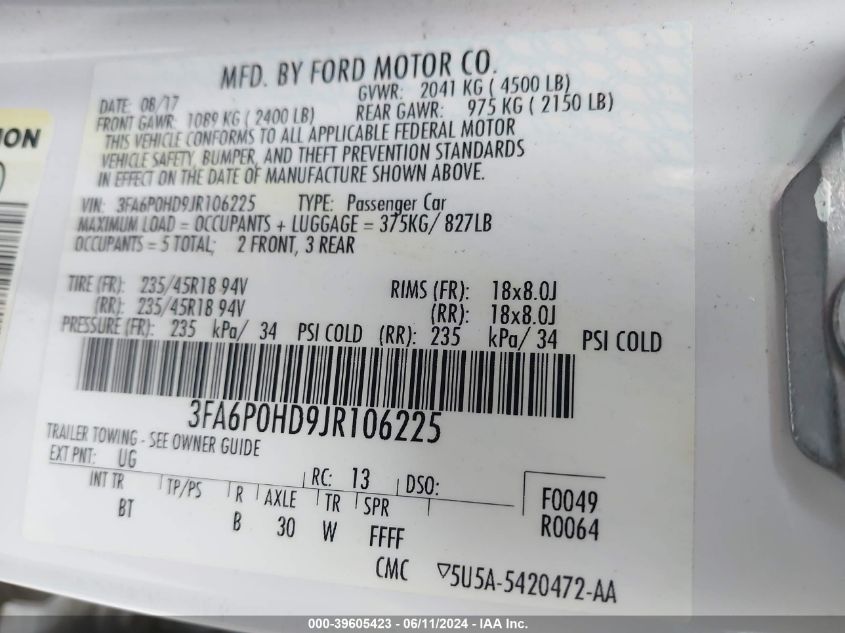 MFD. BY FORD MOTOR CO.
DATE: 08/17 GVWR: 2041 KG ( 4500 LB)
FRONT GAWR: 1089 KG ( 2400 LB) REAR GAWR: 975 KG ( 2150 LB)
THIS VEHICLE CONFORMS TO ALL APPLICABLE FEDERAL MOTOR
VEHICLE SAFETY, BUMPER, AND THEFT PREVENTION STANDARDS
IN EFFECT ON THE DATE OF MANUFACTURE SHOWN ABOVE.
VIN: 3FA6P0HD9JR106225 TYPE: Passenger Car
MAXIMUM LOAD = OCCUPANTS + LUGGAGE = 375KG/ 827LB
OCCUPANTS = 5 TOTAL; 2 FRONT, 3 REAR
TIRE (FR): 235/45R18 94V RIMS (FR): 18x8.0J
(RR): 235/45R18 94V (RR): 18x8.0J
PRESSURE (FR): 235 kPa/ 34 PSI COLD (RR): 235 kPa/ 34 PSI COLD
3FA6P0HD9JR106225
TRAILER TOWING - SEE OWNER GUIDE
EXT PNT: UG RC: 13 DSO:
INT TR TP/PS R AXLE TR SPR F0049
BT B 30 W FFFF R0064
CMC ▽5U5A-5420472-AA
ION
000-39605423 - 06/11/2024 - IAA Inc.